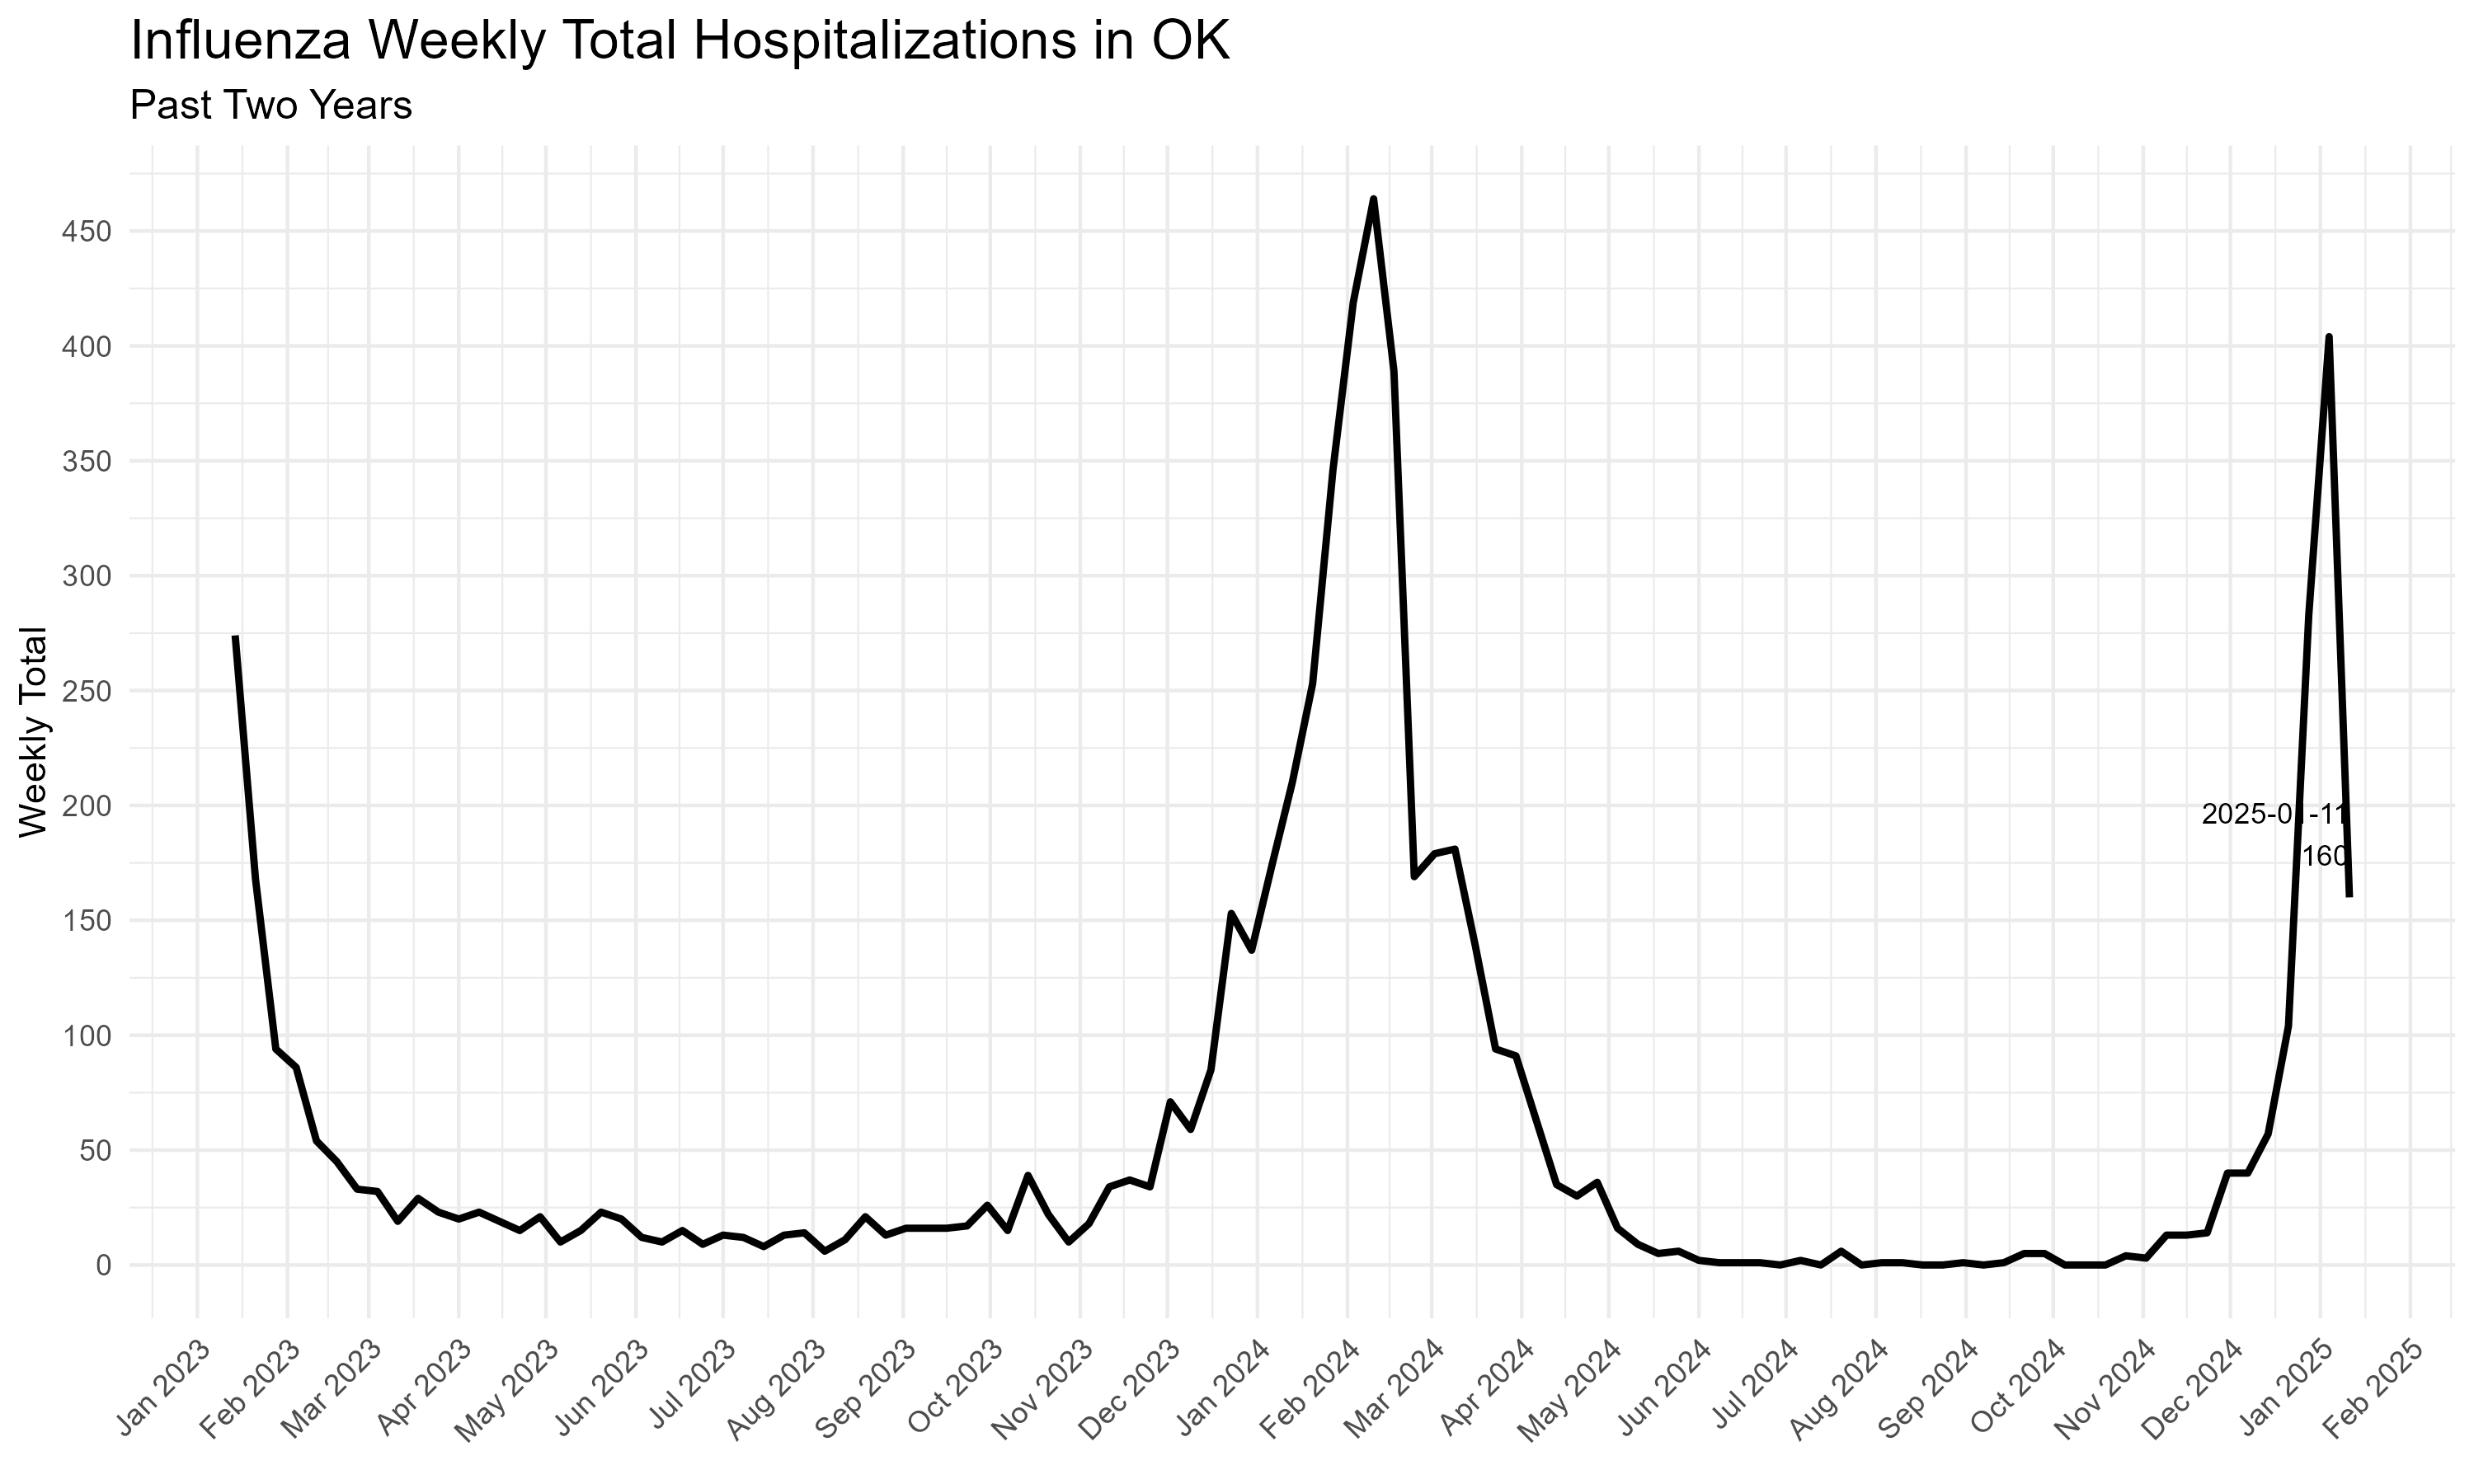 Influenza Weekly Total Hospitalizations in OK
Past Two Years
Weekly Total
450
400
350
300
250
200
150
100
50
0
2025-01-11
160
Jan 2023
Feb 2023
Mar 2023
Apr 2023
May 2023
Jun 2023
Jul 2023
Aug 2023
Sep 2023
Oct 2023
Nov 2023
Dec 2023
Jan 2024
Feb 2024
Mar 2024
Apr 2024
May 2024
Jun 2024
Jul 2024
Aug 2024
Sep 2024
Oct 2024
Nov 2024
Dec 2024
Jan 2025
Feb 2025